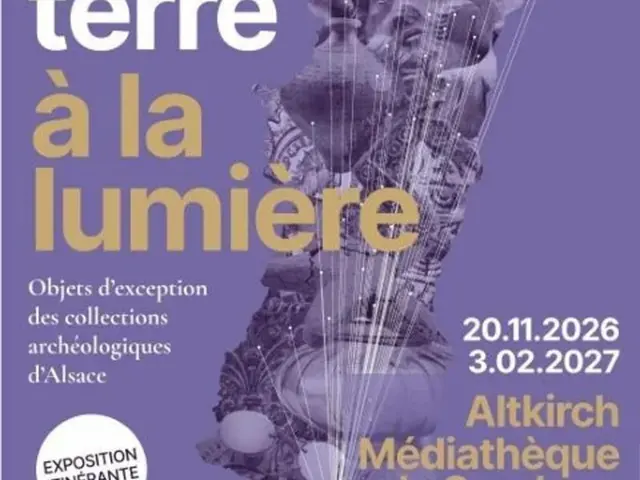 terre
à la
lumière
Objets d'exception
des collections
archéologiques
d'Alsace
20.11.2026
3.02.2027
Altkirch
Médiathèque
EXPOSITION